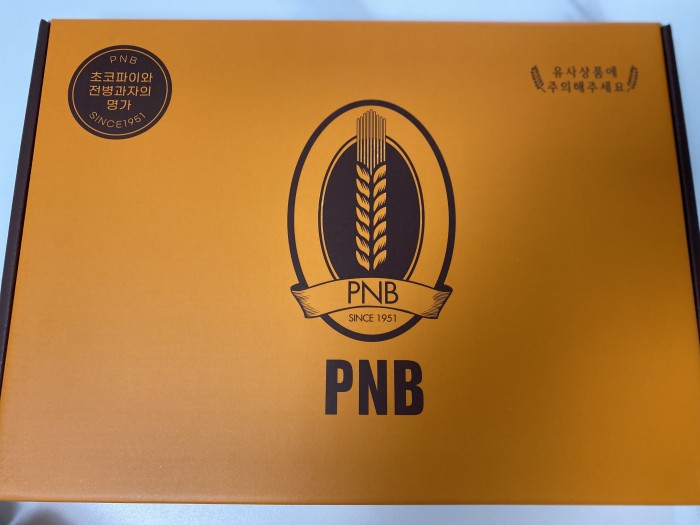 PNB
초코파이와
전병과자의
명가
SINCE1951
유사상품에
주의해주세요
PNB
SINCE 1951
PNB